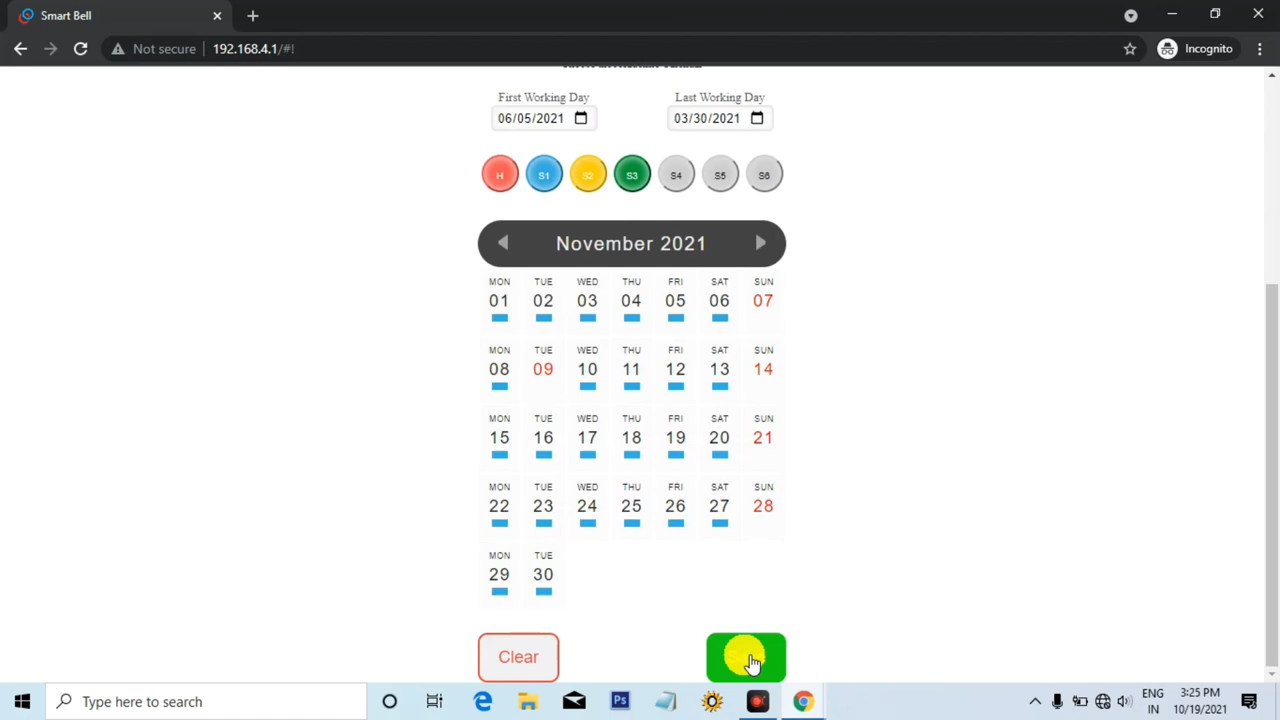 Smart Bell
Not secure
192.168.4.1/#!
Incognito
First Working Day
Last Working Day
06/05/2021
03/30/2021
H S1 S2 S3 S4 S5 S6
November 2021
MON TUE WED THU FRI SAT SUN
01 02 03 04 05 06 07
MON TUE WED THU FRI SAT SUN
08 09 10 11 12 13 14
MON TUE WED THU FRI SAT SUN
15 16 17 18 19 20 21
MON TUE WED THU FRI SAT SUN
22 23 24 25 26 27 28
MON TUE
29 30
Clear
Type here to search
Ps
ENG
IN
3:25 PM
10/19/2021